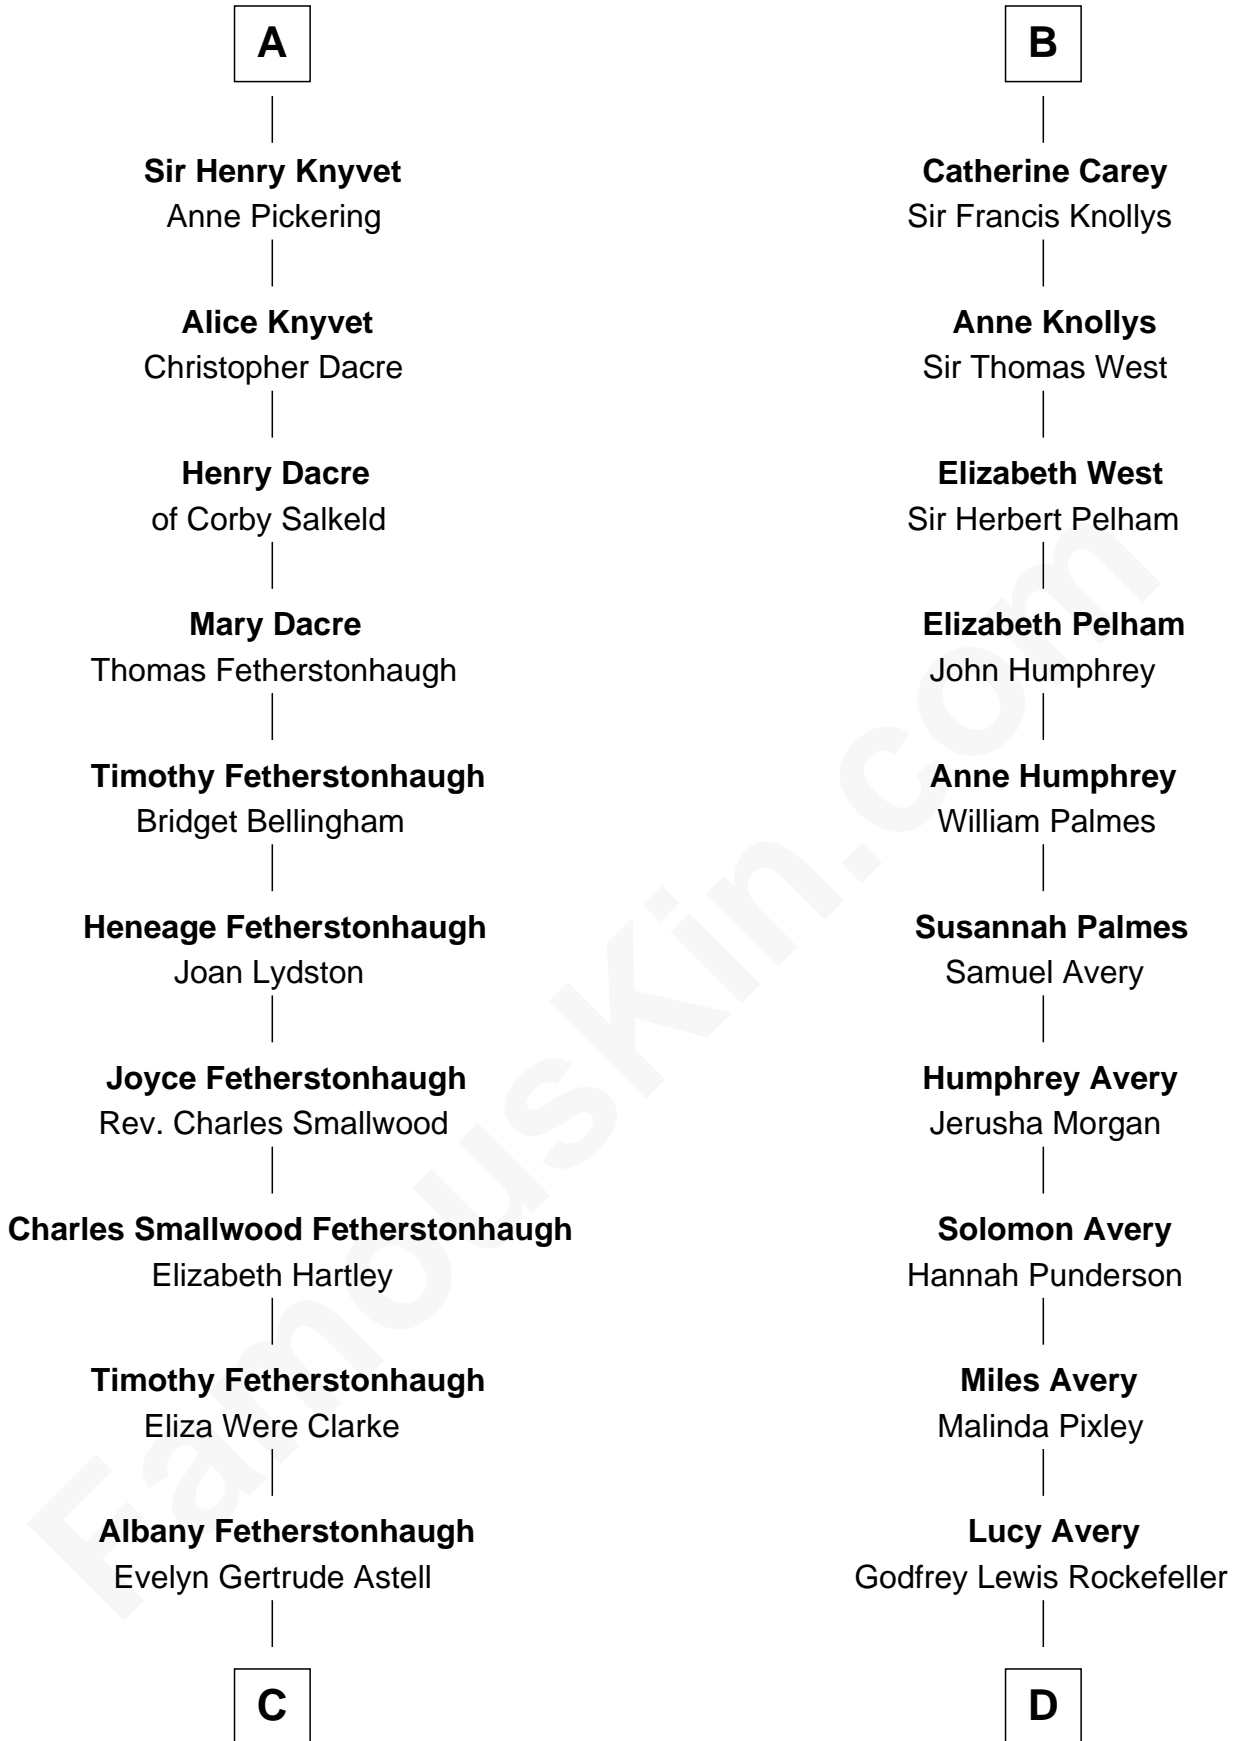 A
Sir Henry Knyvet
Anne Pickering
Alice Knyvet
Christopher Dacre
Henry Dacre
of Corby Salkeld
Mary Dacre
Thomas Fetherstonhaugh
Timothy Fetherstonhaugh
Bridget Bellingham
Heneage Fetherstonhaugh
Joan Lydston
Joyce Fetherstonhaugh
Rev. Charles Smallwood
Charles Smallwood Fetherstonhaugh
Elizabeth Hartley
Timothy Fetherstonhaugh
Eliza Were Clarke
Albany Fetherstonhaugh
Evelyn Gertrude Astell
C
B
Catherine Carey
Sir Francis Knollys
Anne Knollys
Sir Thomas West
Elizabeth West
Sir Herbert Pelham
Elizabeth Pelham
John Humphrey
Anne Humphrey
William Palmes
Susannah Palmes
Samuel Avery
Humphrey Avery
Jerusha Morgan
Solomon Avery
Hannah Punderson
Miles Avery
Malinda Pixley
Lucy Avery
Godfrey Lewis Rockefeller
D
FamousKin.com